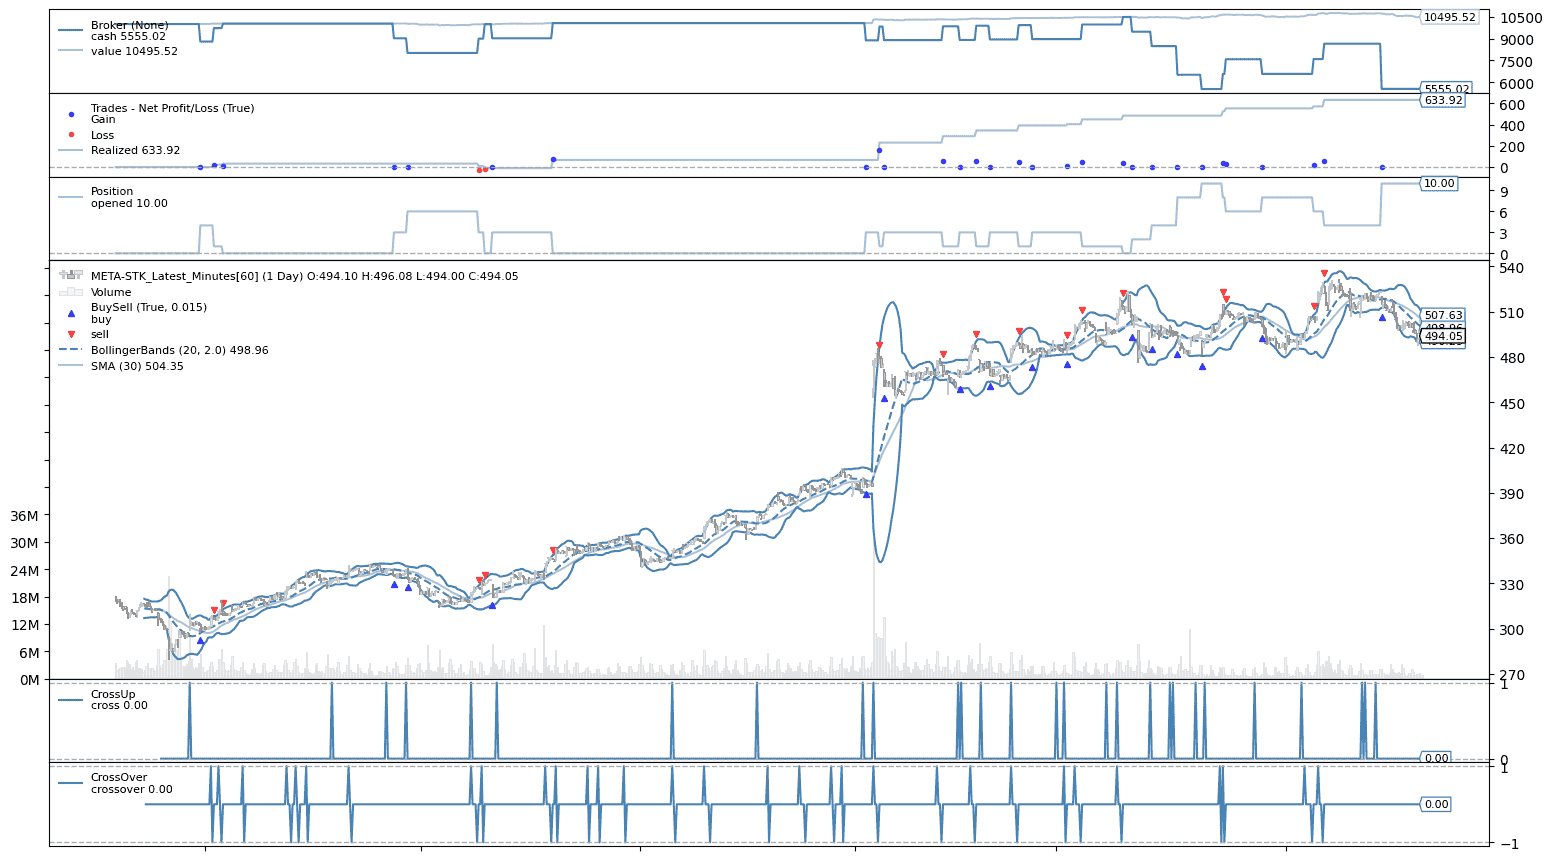 Broker (None)
cash 5555.02
value 10495.52
10495.52
10500
9000
7500
6000
5555.02
Trades - Net Profit/Loss (True)
Gain
Loss
Realized 633.92
633.92
600
400
200
0
Position
opened 10.00
10.00
9
6
3
0
META-STK_Latest_Minutes[60] (1 Day) O:494.10 H:496.08 L:494.00 C:494.05
Volume
BuySell (True, 0.015)
buy
sell
BollingerBands (20, 2.0) 498.96
SMA (30) 504.35
540
510
480
450
420
390
360
330
300
270
507.63
498.96
494.05
36M
30M
24M
18M
12M
6M
0M
CrossUp
cross 0.00
1
0
0.00
CrossOver
crossover 0.00
1
0.00
−1